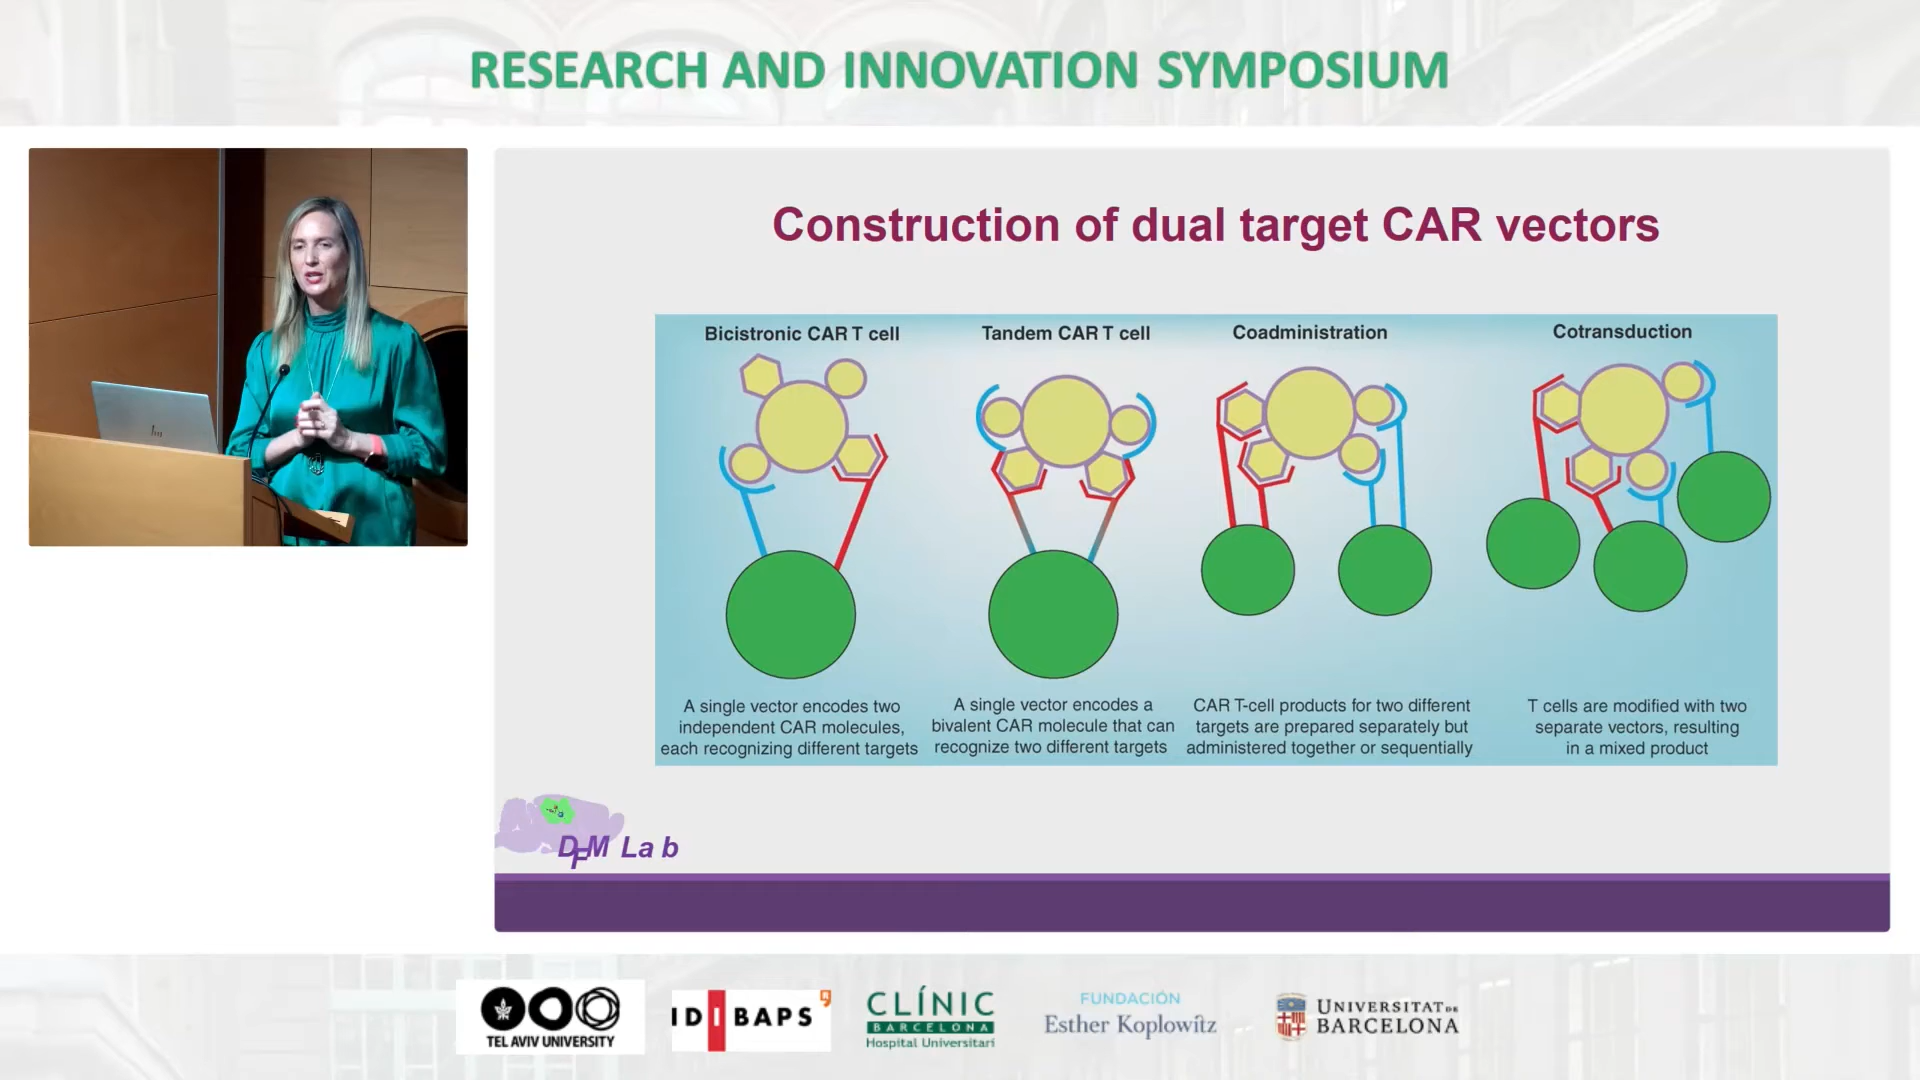 RESEARCH AND INNOVATION SYMPOSIUM
Construction of dual target CAR vectors
Bicistronic CAR T cell
Tandem CAR T cell
Coadministration
Cotransduction
A single vector encodes two
independent CAR molecules,
each recognizing different targets
A single vector encodes a
bivalent CAR molecule that can
recognize two different targets
CAR T-cell products for two different
targets are prepared separately but
administered together or sequentially
T cells are modified with two
separate vectors, resulting
in a mixed product
DFM Lab
TEL AVIV UNIVERSITY
IDIBAPS
CLÍNIC
BARCELONA
Hospital Universitari
FUNDACIÓN
Esther Koplowitz
UNIVERSITAT DE
BARCELONA